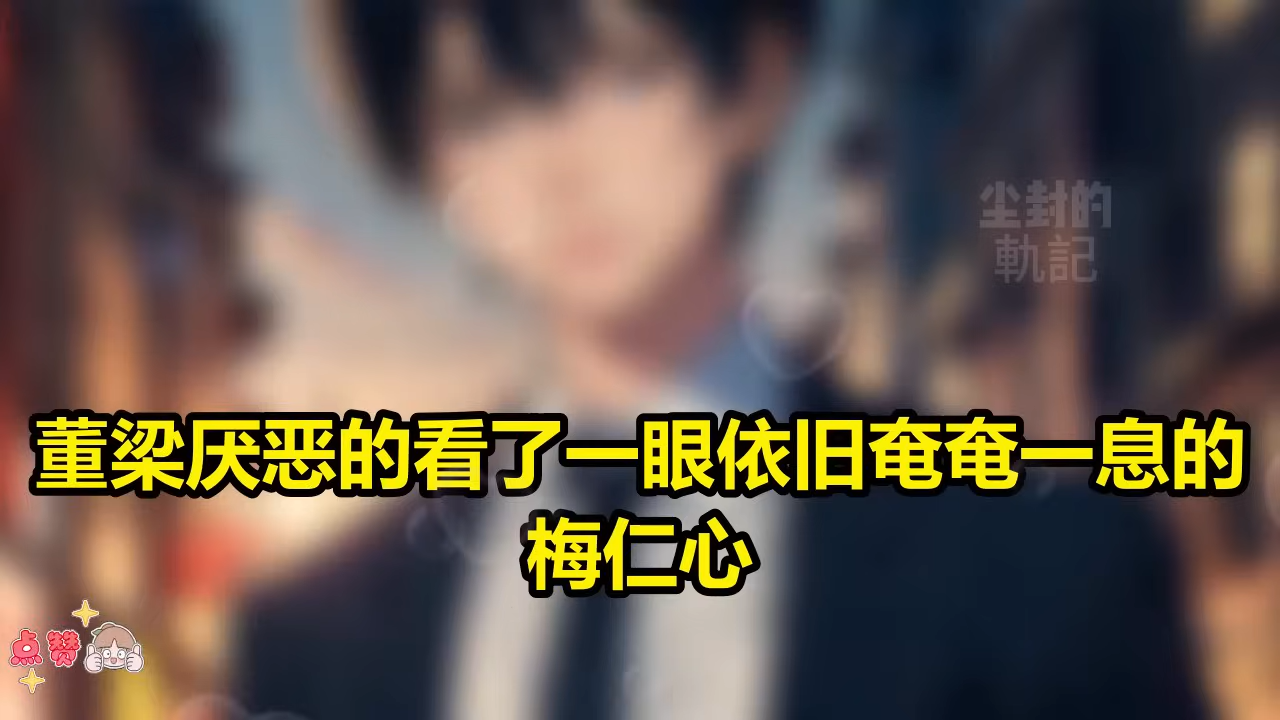 尘封的
軌記
董梁厌恶的看了一眼依旧奄奄一息的
梅仁心
点赞